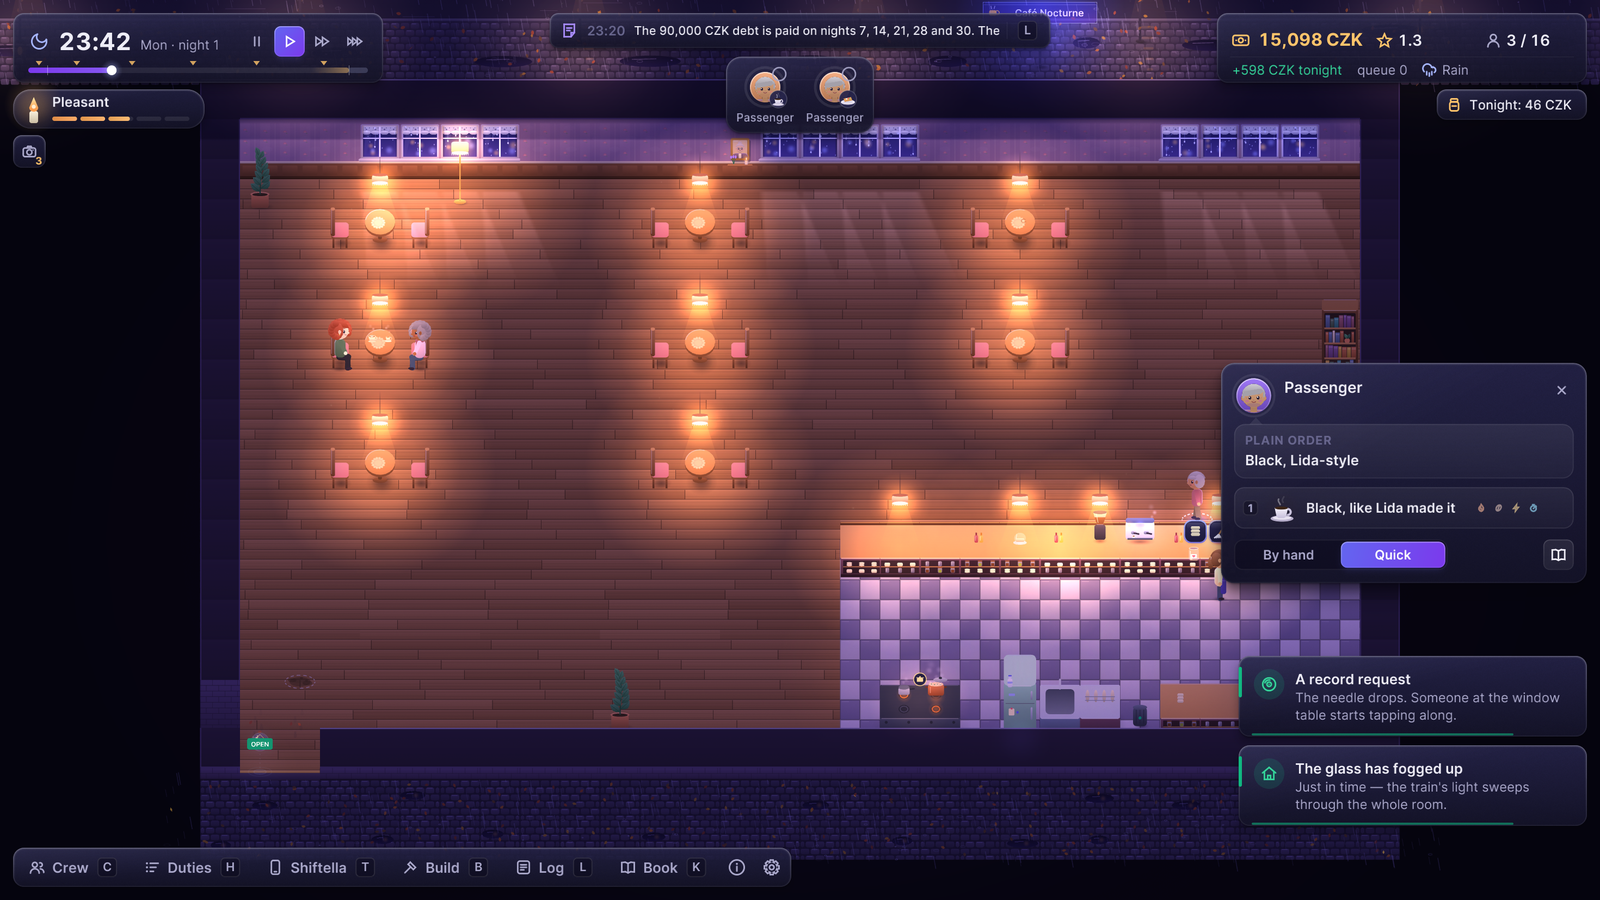 Café Nocturne
23:42 Mon · night 1
23:20 The 90,000 CZK debt is paid on nights 7, 14, 21, 28 and 30. The L
15,098 CZK 1.3 3 / 16
+598 CZK tonight queue 0 Rain
Pleasant
Tonight: 46 CZK
3
Passenger Passenger
Passenger
PLAIN ORDER
Black, Lida-style
1 Black, like Lida made it
By hand Quick
A record request
The needle drops. Someone at the window
table starts tapping along.
OPEN
The glass has fogged up
Just in time — the train's light sweeps
through the whole room.
Crew C Duties H Shiftella T Build B Log L Book K